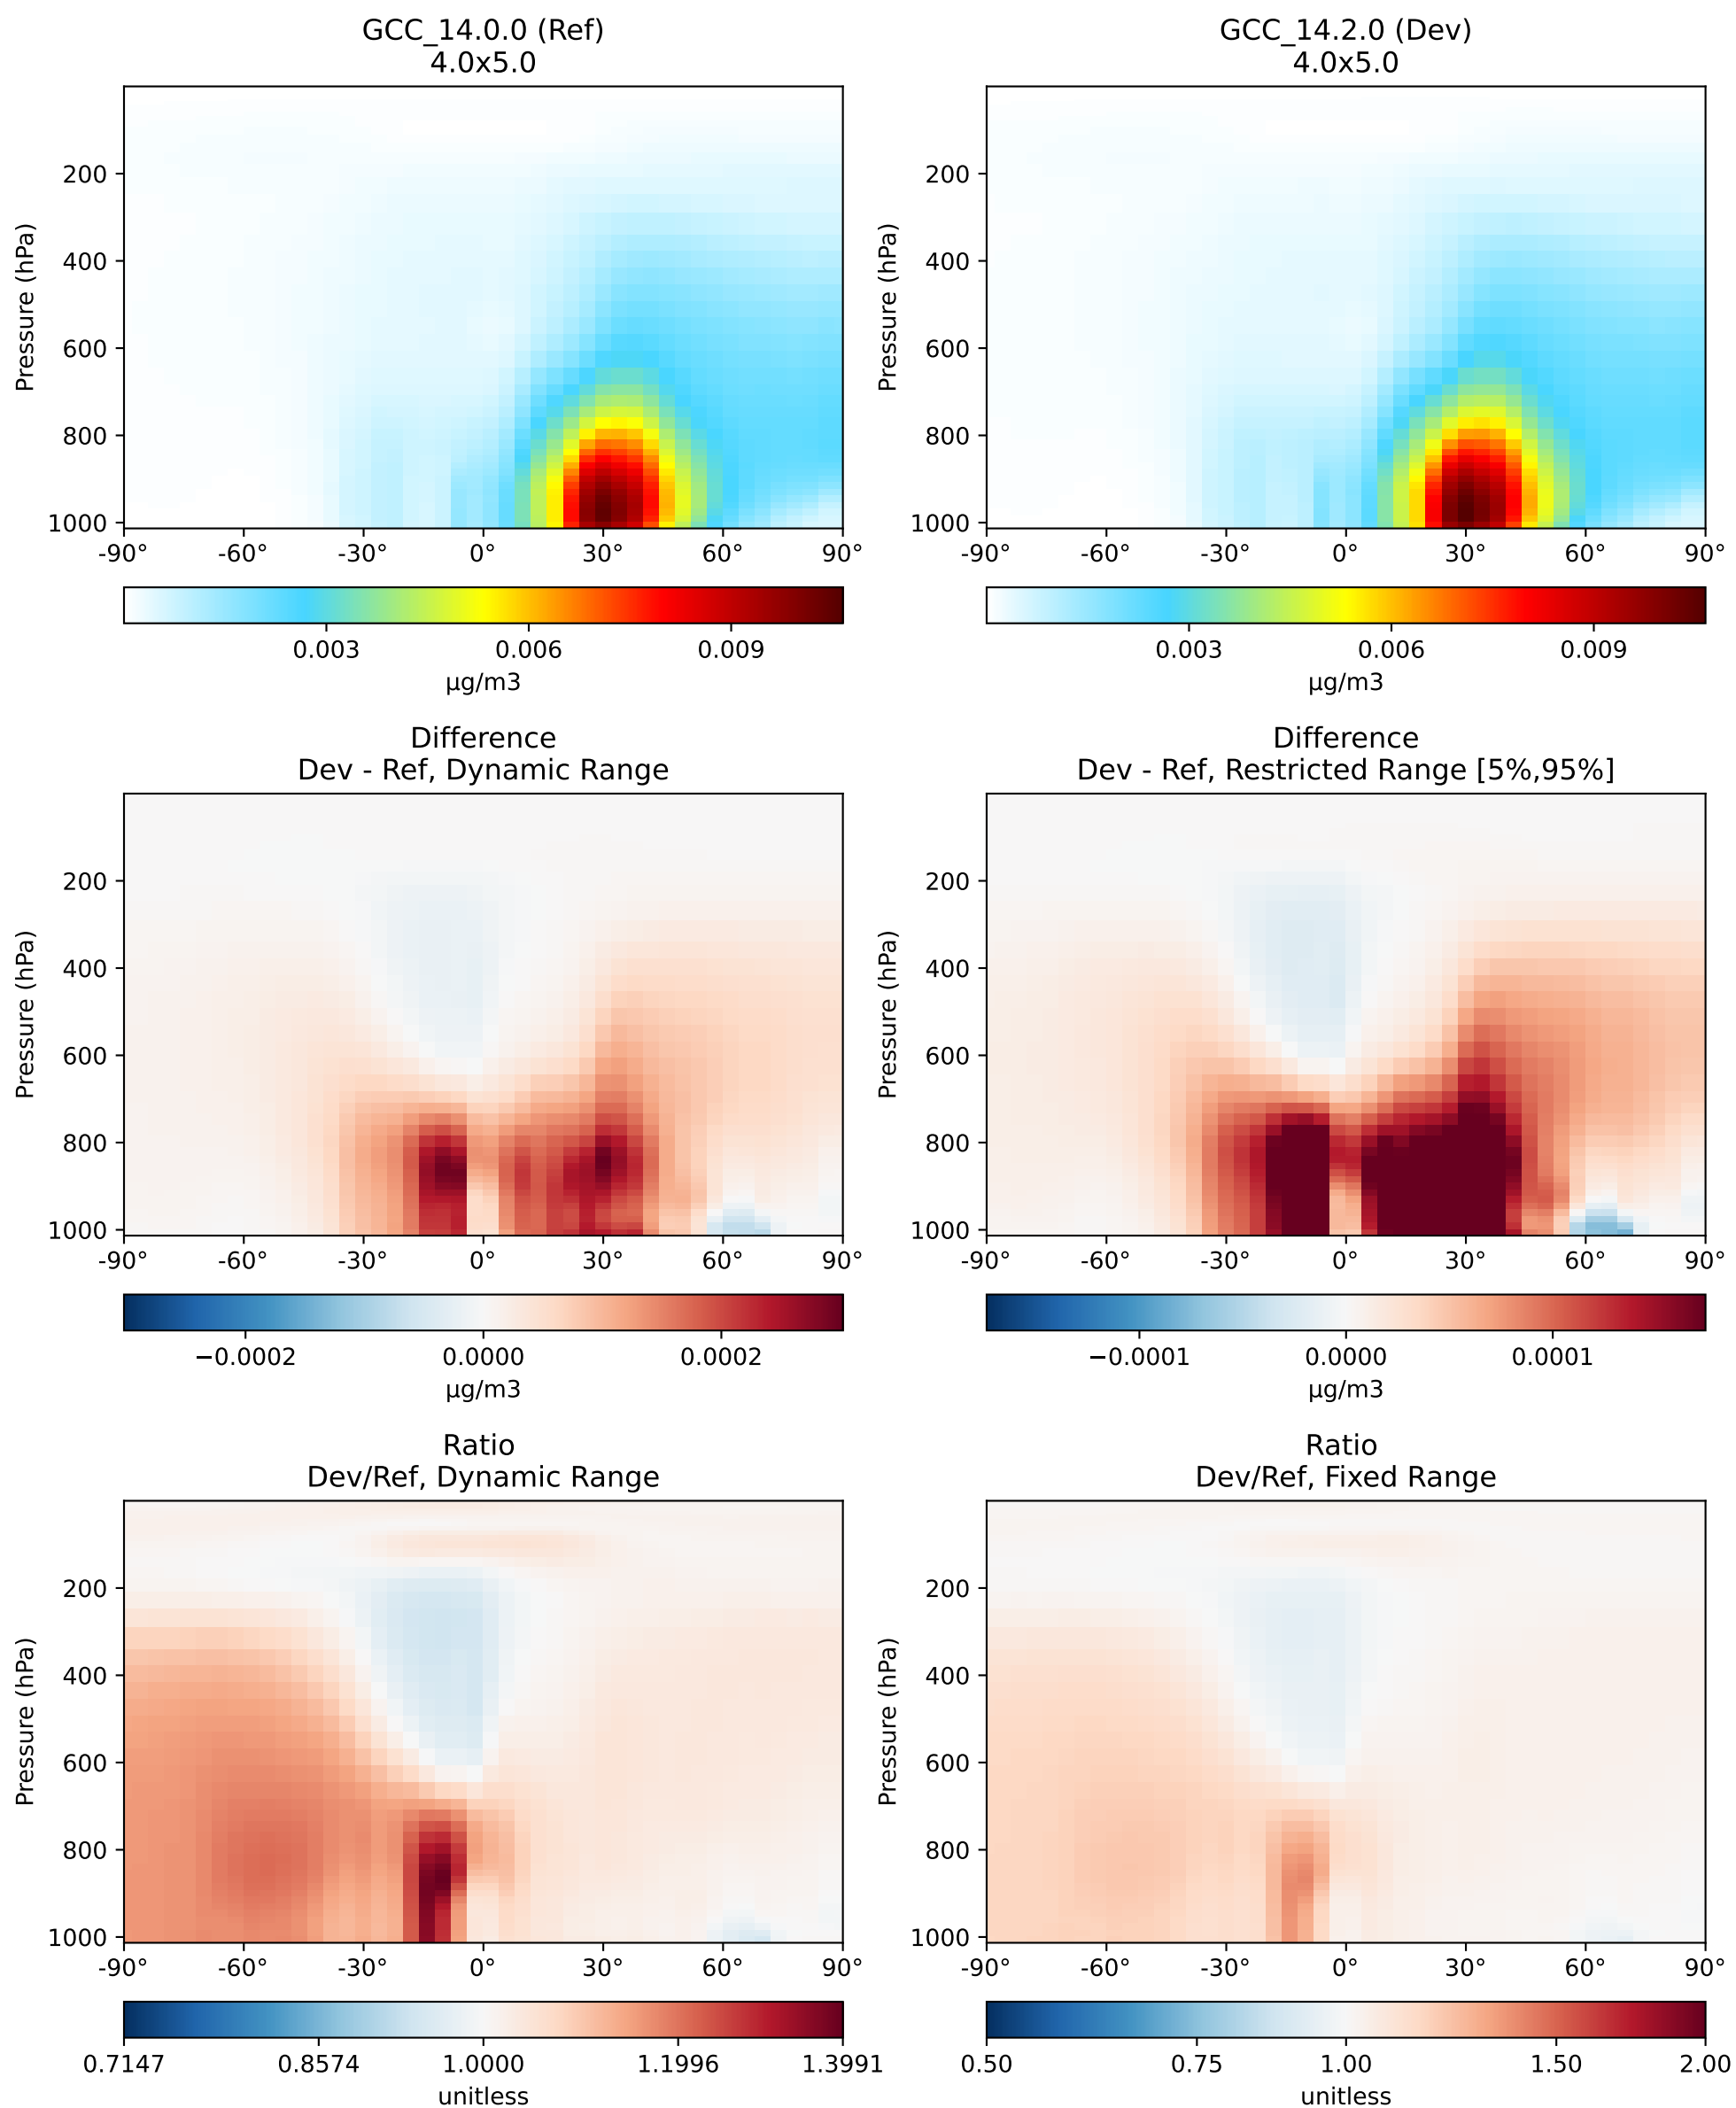 GCC_14.0.0 (Ref)
4.0x5.0
Pressure (hPa)
200
400
600
800
1000
-90° -60° -30° 0° 30° 60° 90°
0.003 0.006 0.009
μg/m3
GCC_14.2.0 (Dev)
4.0x5.0
Pressure (hPa)
200
400
600
800
1000
-90° -60° -30° 0° 30° 60° 90°
0.003 0.006 0.009
μg/m3
Difference
Dev - Ref, Dynamic Range
Pressure (hPa)
200
400
600
800
1000
-90° -60° -30° 0° 30° 60° 90°
−0.0002 0.0000 0.0002
μg/m3
Difference
Dev - Ref, Restricted Range [5%,95%]
Pressure (hPa)
200
400
600
800
1000
-90° -60° -30° 0° 30° 60° 90°
−0.0001 0.0000 0.0001
μg/m3
Ratio
Dev/Ref, Dynamic Range
Pressure (hPa)
200
400
600
800
1000
-90° -60° -30° 0° 30° 60° 90°
0.7147 0.8574 1.0000 1.1996 1.3991
unitless
Ratio
Dev/Ref, Fixed Range
Pressure (hPa)
200
400
600
800
1000
-90° -60° -30° 0° 30° 60° 90°
0.50 0.75 1.00 1.50 2.00
unitless